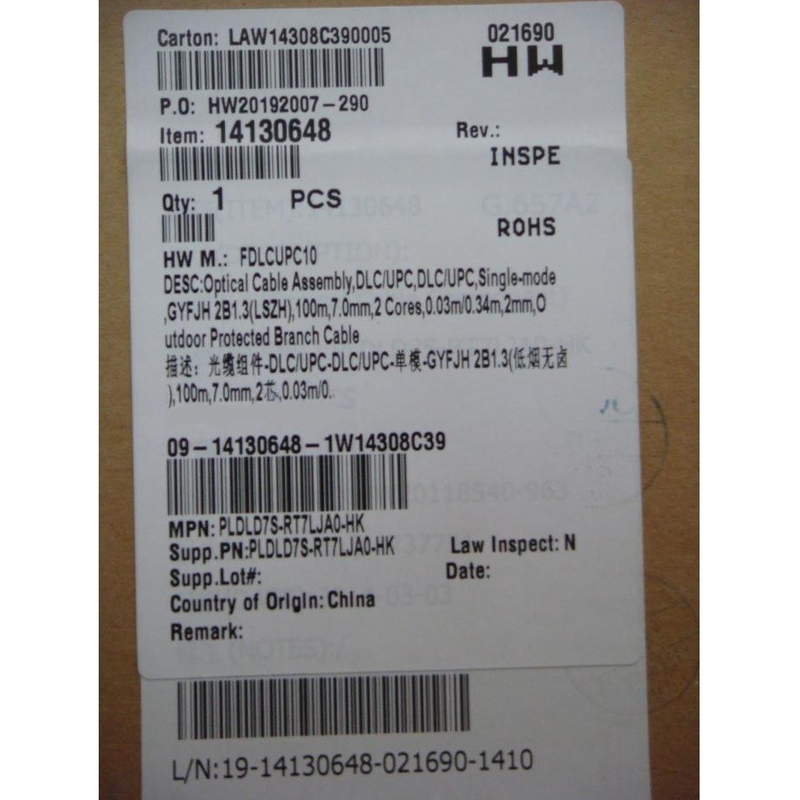 Carton: LAW14308C390005
021690
HW
P.O: HW20192007-290
Item: 14130648
Rev.:
INSPE
Qty: 1 PCS
G.657A2
ROHS
HW M.: FDLCUPC10
DESC:Optical Cable Assembly,DLC/UPC,DLC/UPC,Single-mode
,GYFJH 2B1.3(LSZH),100m,7.0mm,2 Cores,0.03m/0.34m,2mm,O
utdoor Protected Branch Cable
描述: 光缆组件-DLC/UPC-DLC/UPC-单模-GYFJH 2B1.3(低烟无卤
),100m,7.0mm,2芯,0.03m/0.
09-14130648-1W14308C39
MPN: PLDLD7S-RT7LJA0-HK
Supp.PN:PLDLD7S-RT7LJA0-HK
Law Inspect: N
Supp.Lot#:
Date:
Country of Origin: China
Remark:
L/N:19-14130648-021690-1410